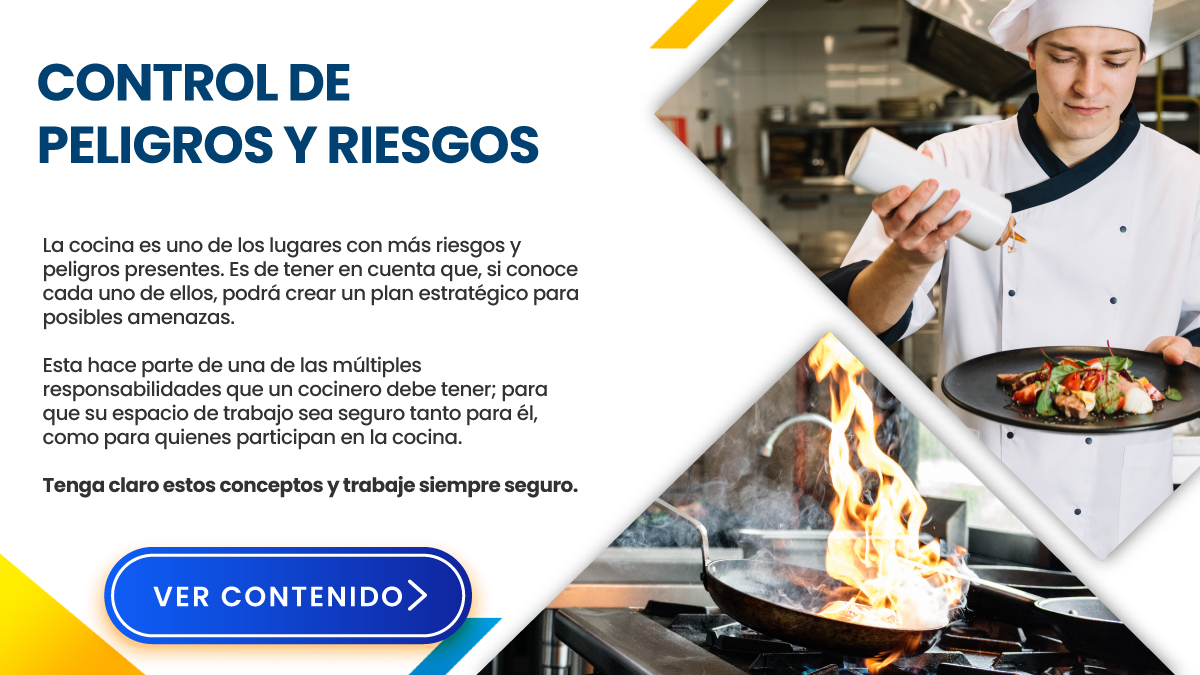 CONTROL DE
PELIGROS Y RIESGOS
La cocina es uno de los lugares con más riesgos y
peligros presentes. Es de tener en cuenta que, si conoce
cada uno de ellos, podrá crear un plan estratégico para
posibles amenazas.
Esta hace parte de una de las múltiples
responsabilidades que un cocinero debe tener; para
que su espacio de trabajo sea seguro tanto para él,
como para quienes participan en la cocina.
Tenga claro estos conceptos y trabaje siempre seguro.
VER CONTENIDO